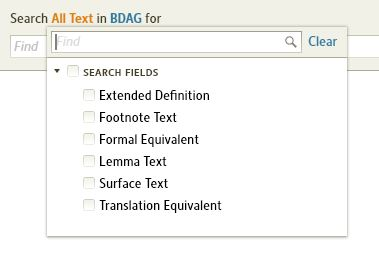 Search All Text in BDAG for
Find
Find
Clear
SEARCH FIELDS
Extended Definition
Footnote Text
Formal Equivalent
Lemma Text
Surface Text
Translation Equivalent